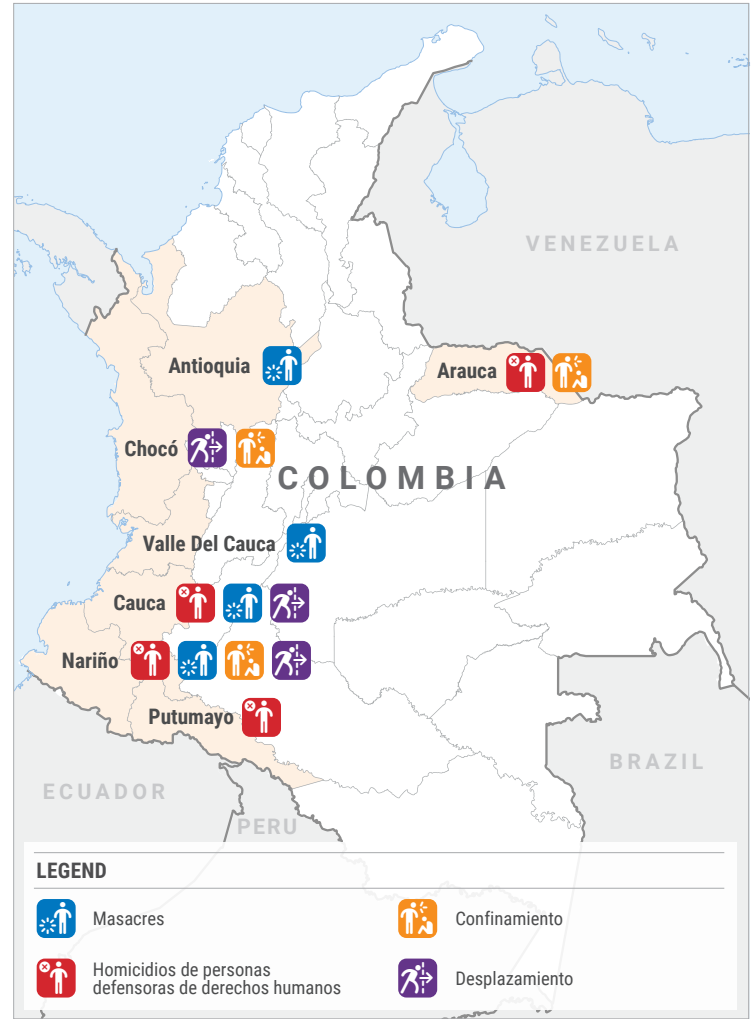 VENEZUELA
Antioquia
Arauca
Chocó
COLOMBIA
Valle Del Cauca
Cauca
Nariño
Putumayo
BRAZIL
ECUADOR
PERU
LEGEND
Masacres
Confinamiento
Homicidios de personas
defensoras de derechos humanos
Desplazamiento